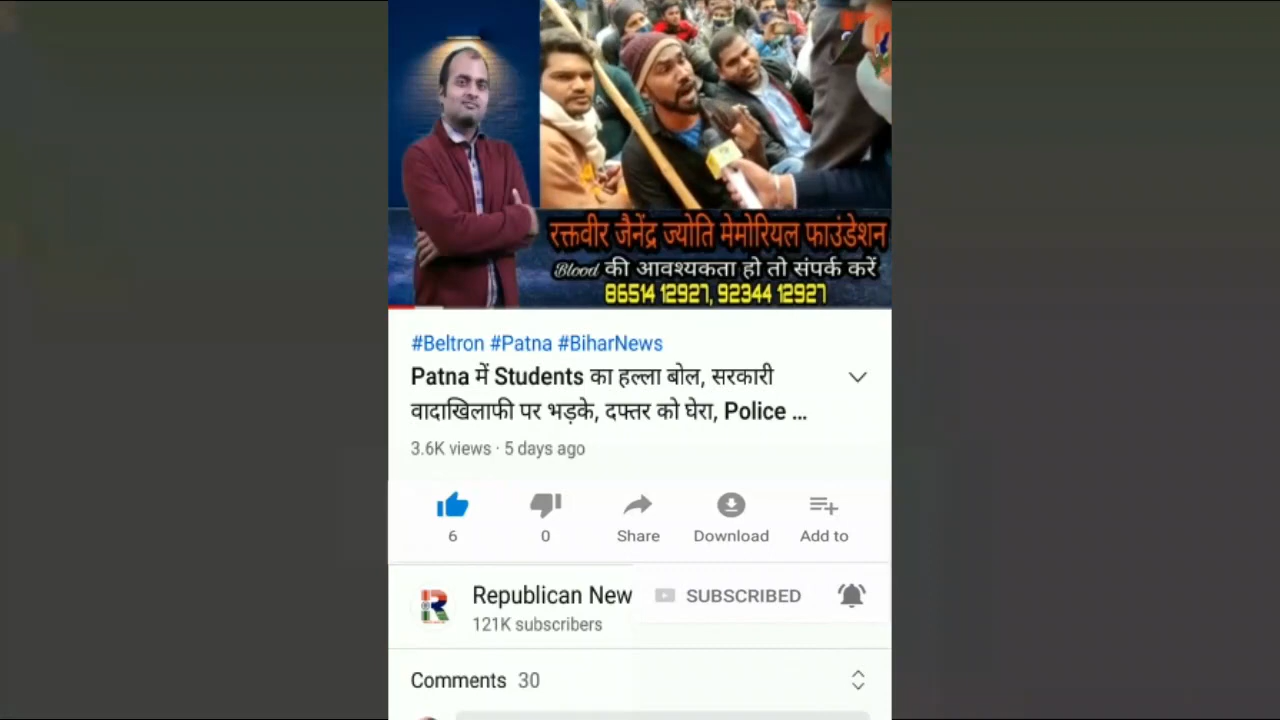 रक्तवीर जैनेंद्र ज्योति मेमोरियल फाउंडेशन
Blood की आवश्यकता हो तो संपर्क करें
86514 12927, 92344 12927
#Beltron #Patna #BiharNews
Patna में Students का हल्ला बोल, सरकारी
वादाखिलाफी पर भड़के, दफ्तर को घेरा, Police ...
3.6K views · 5 days ago
6
0
Share
Download
Add to
Republican New
SUBSCRIBED
121K subscribers
Comments 30